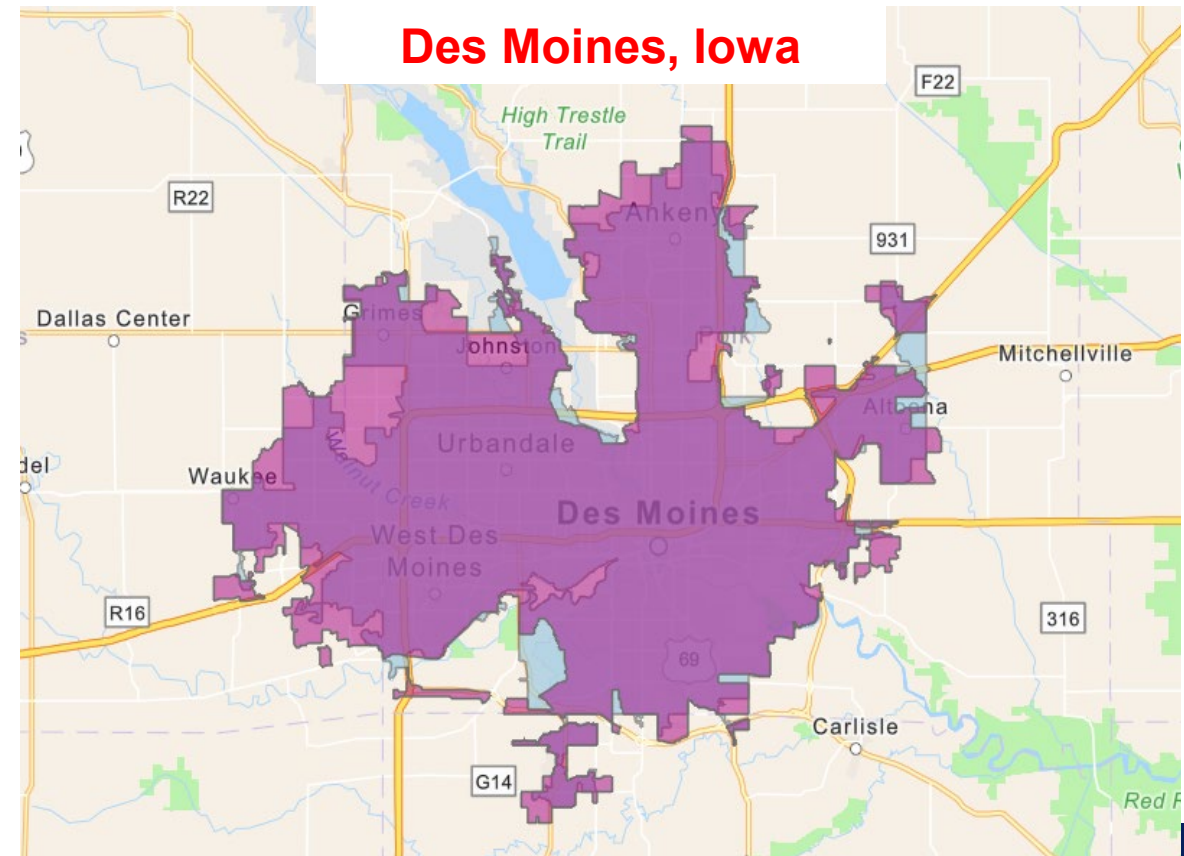 Des Moines, Iowa
F22
High Trestle
Trail
R22
Ankeny
931
Dallas Center
Grimes
Johnston
Polk
Mitchellville
Altoona
Urbandale
Walnut Creek
Waukee
Des Moines
West Des
Moines
R16
316
69
Carlisle
G14
Red